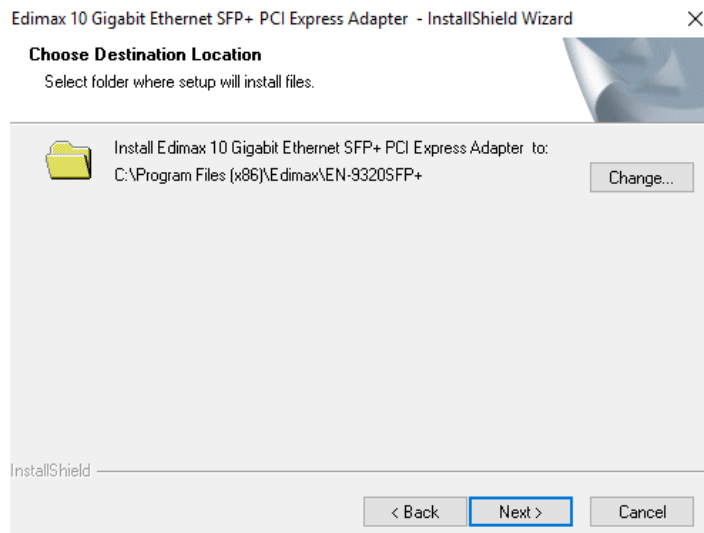 Edimax 10 Gigabit Ethernet SFP+ PCI Express Adapter - InstallShield Wizard
Choose Destination Location
Select folder where setup will install files.
Install Edimax 10 Gigabit Ethernet SFP+ PCI Express Adapter to:
C:\Program Files (x86)\Edimax\EN-9320SFP+
Change...
InstallShield
< Back
Next >
Cancel